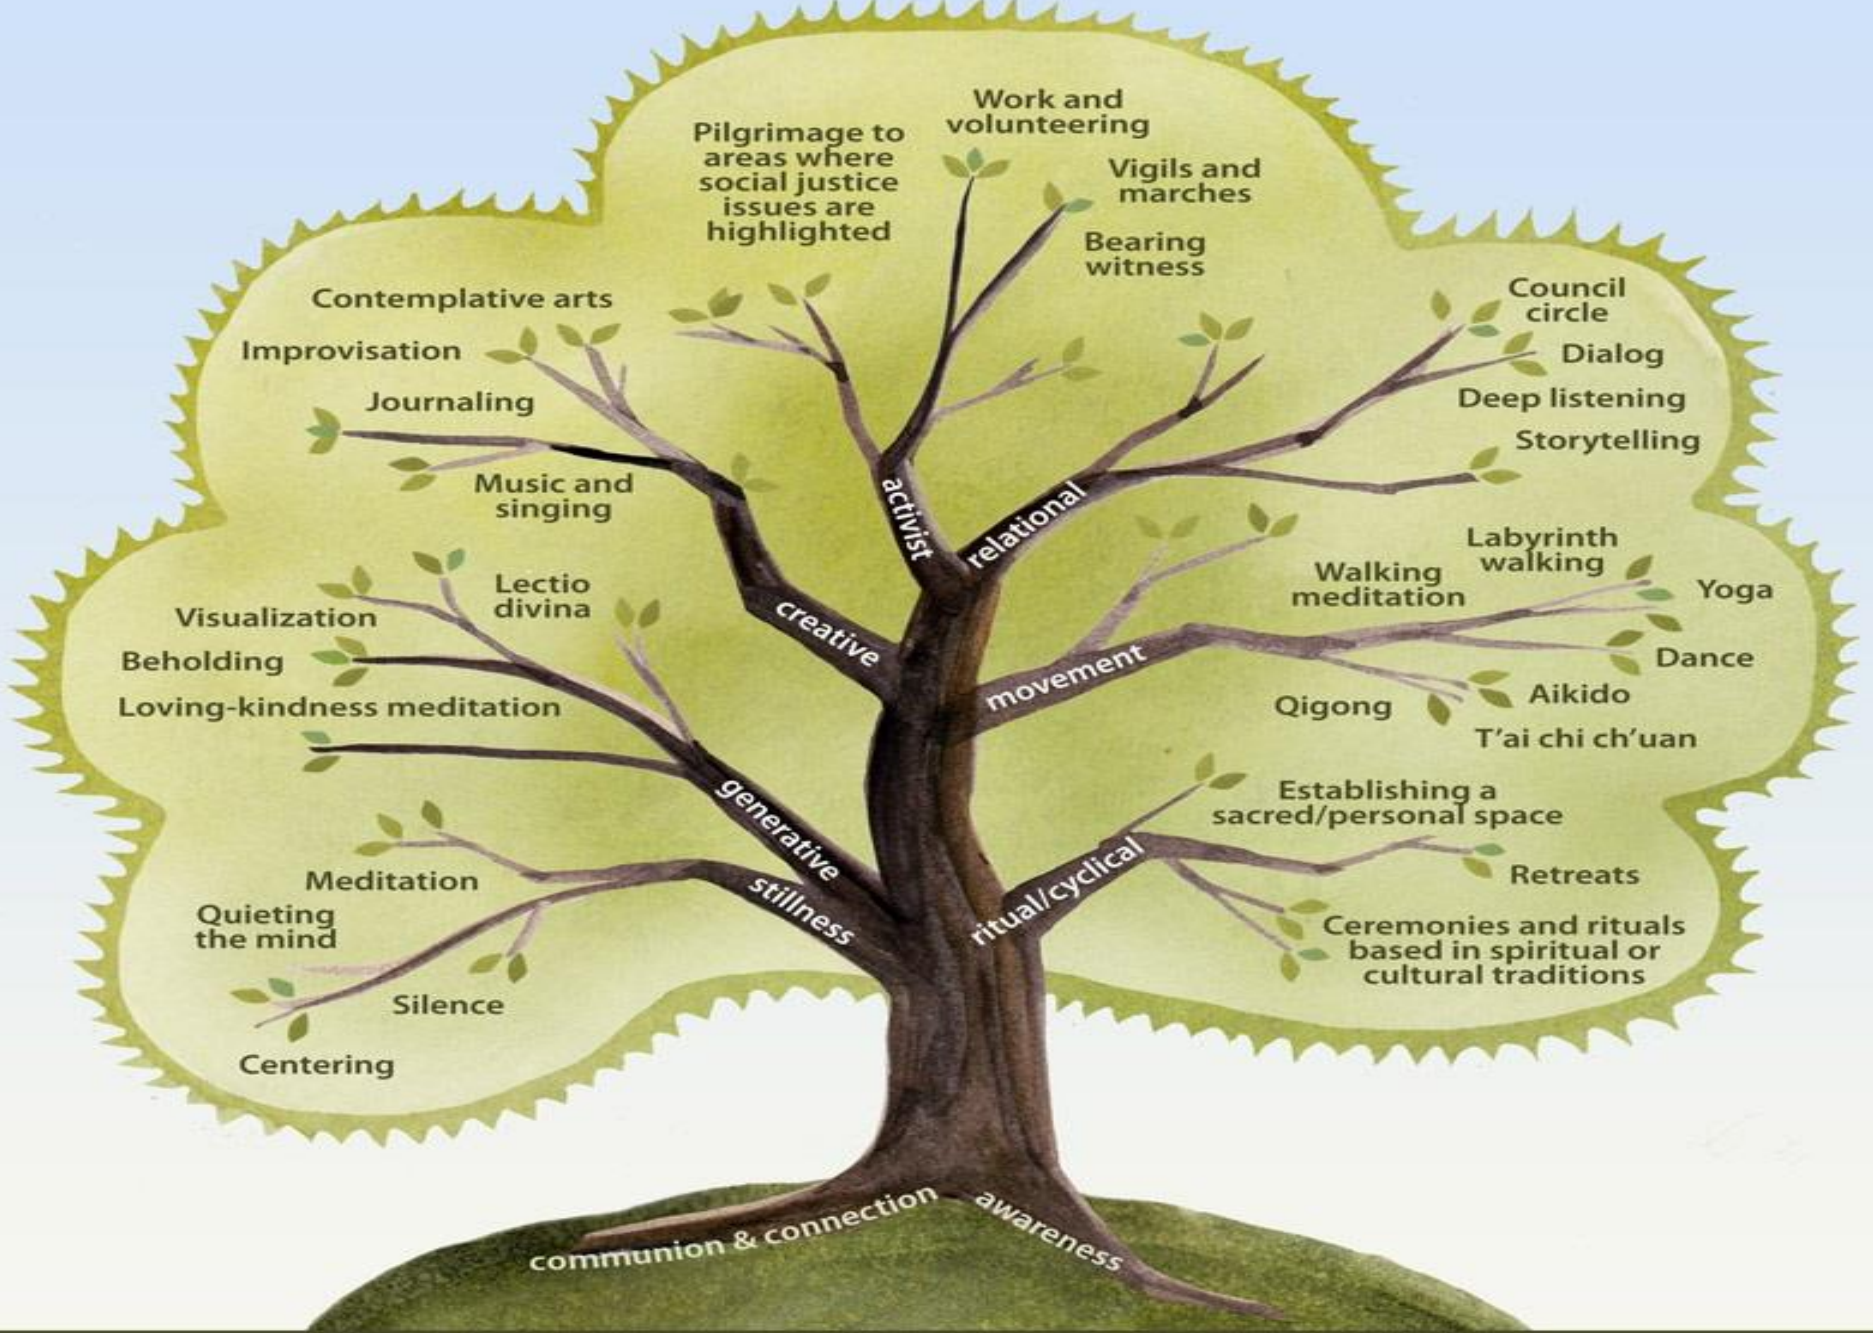 Work and
volunteering
Pilgrimage to
areas where
social justice
issues are
highlighted
Vigils and
marches
Bearing
witness
Contemplative arts
Improvisation
Journaling
Music and
singing
Council
circle
Dialog
Deep listening
Storytelling
activist
relational
Lectio
divina
Visualization
Beholding
Loving-kindness meditation
creative
movement
Labyrinth
walking
Walking
meditation
Yoga
Dance
Qigong
Aikido
T'ai chi ch'uan
generative
stillness
ritual/cyclical
Establishing a
sacred/personal space
Retreats
Ceremonies and rituals
based in spiritual or
cultural traditions
Meditation
Quieting
the mind
Silence
Centering
communion & connection
awareness